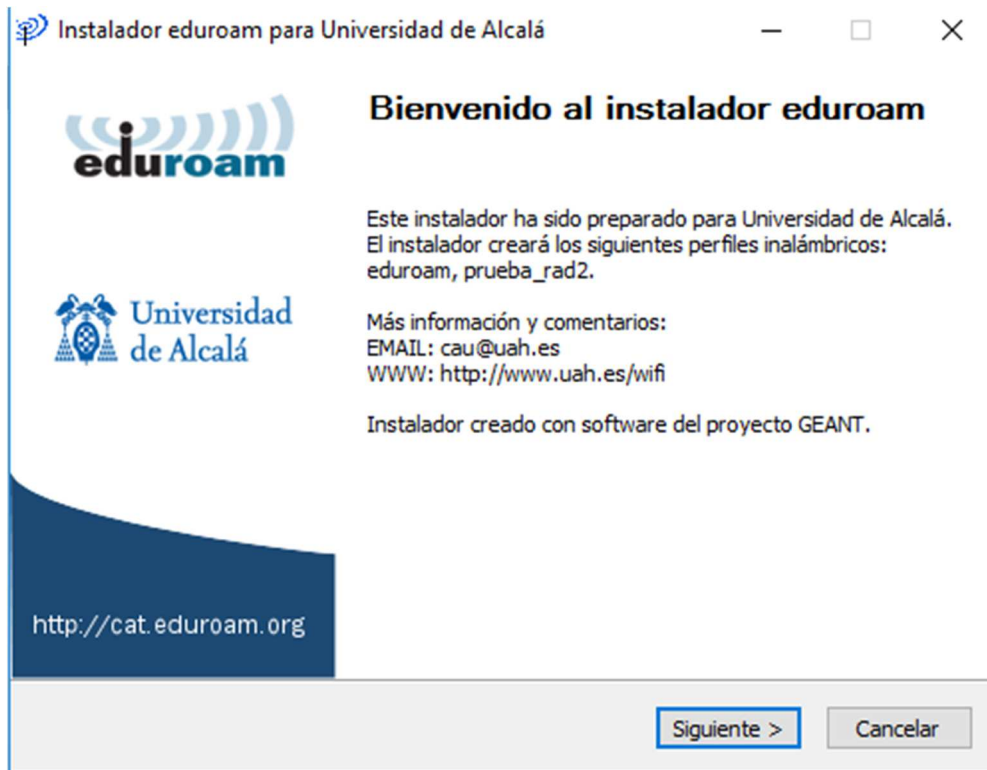 Instalador eduroam para Universidad de Alcalá
eduroam
Bienvenido al instalador eduroam
Este instalador ha sido preparado para Universidad de Alcalá.
El instalador creará los siguientes perfiles inalámbricos:
eduroam, prueba_rad2.
Universidad
de Alcalá
Más información y comentarios:
EMAIL: cau@uah.es
WWW: http://www.uah.es/wifi
Instalador creado con software del proyecto GEANT.
http://cat.eduroam.org
Siguiente >
Cancelar